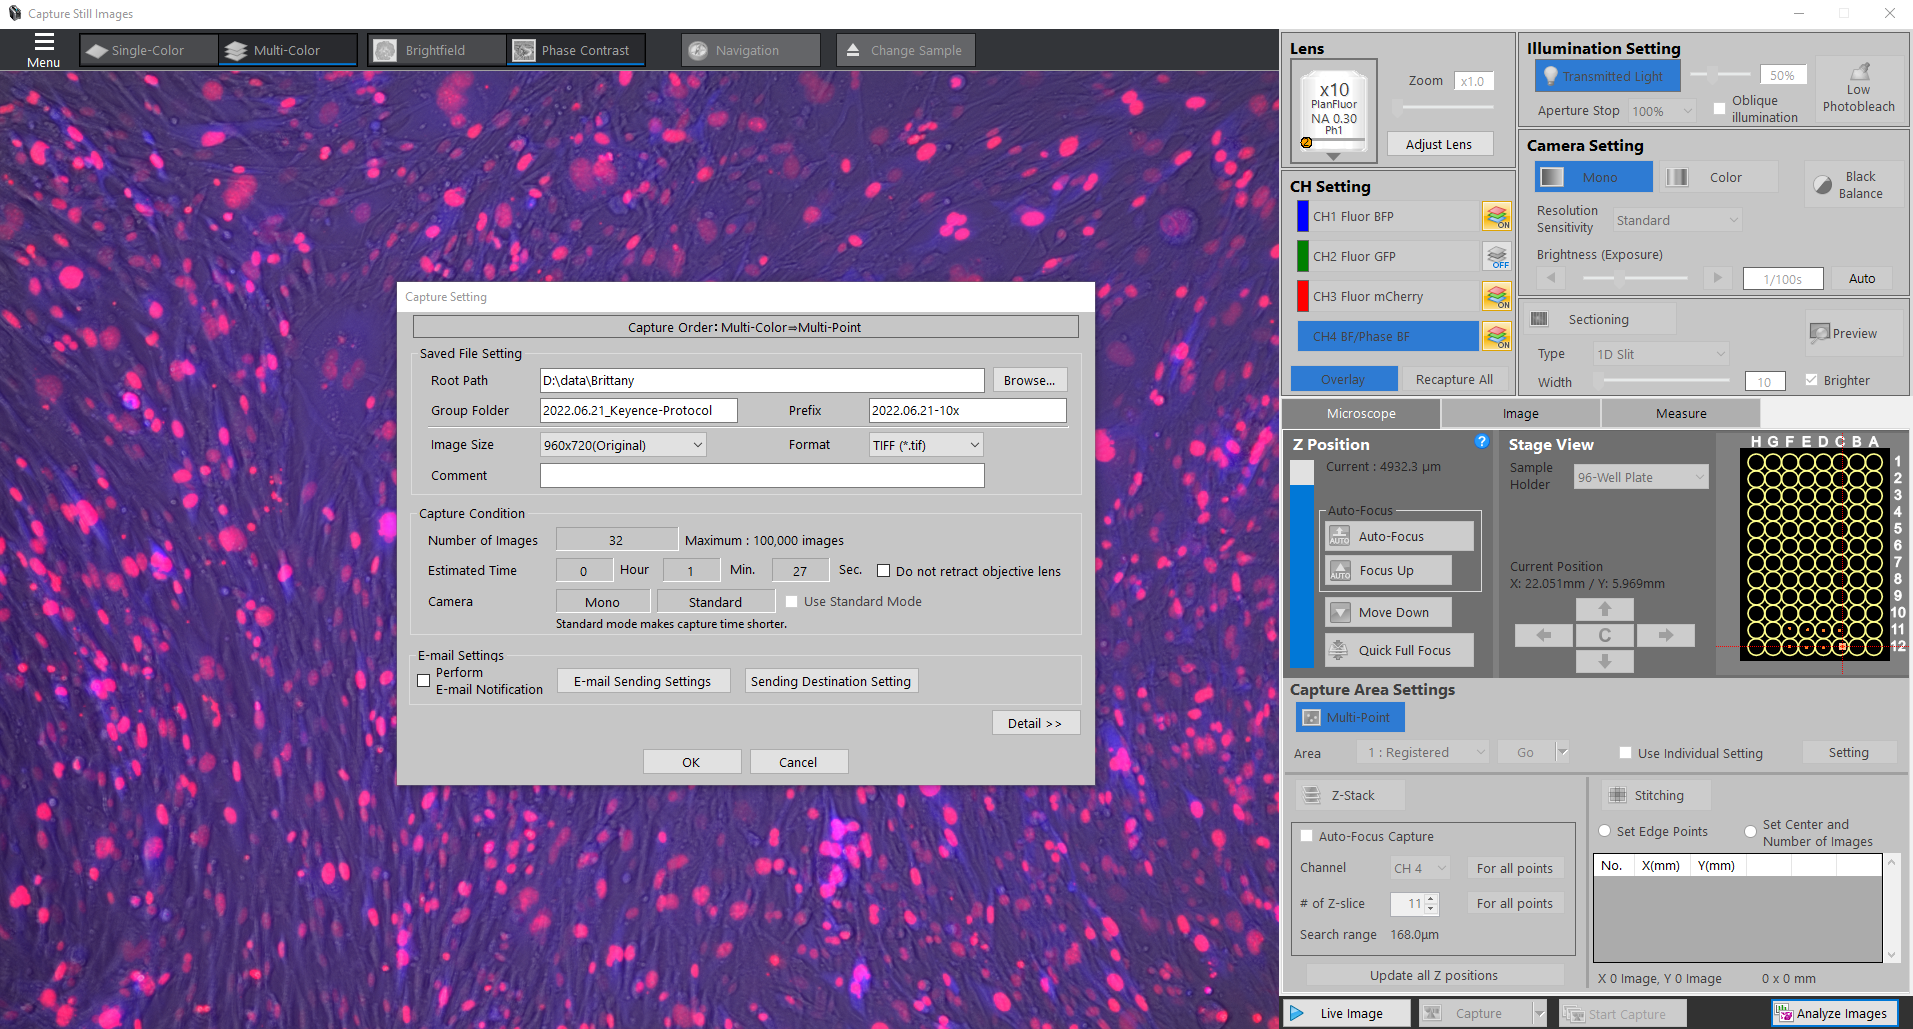 Capture Still Images
Menu
Single-Color
Multi-Color
Brightfield
Phase Contrast
Navigation
Change Sample
Lens
x10
PlanFluor
NA 0.30
Ph1
Zoom
x1.0
Adjust Lens
Illumination Setting
Transmitted Light
50%
Aperture Stop
100%
Oblique
illumination
Low
Photobleach
CH Setting
CH1 Fluor BFP
ON
CH2 Fluor GFP
OFF
CH3 Fluor mCherry
ON
CH4 BF/Phase BF
ON
Overlay
Recapture All
Camera Setting
Mono
Color
Black
Balance
Resolution
Sensitivity
Standard
Brightness (Exposure)
1/100s
Auto
Sectioning
Preview
Type
1D Slit
Width
10
Brighter
Capture Setting
Capture Order: Multi-Color⇒Multi-Point
Saved File Setting
Root Path
D:\data\Brittany
Browse...
Group Folder
2022.06.21_Keyence-Protocol
Prefix
2022.06.21-10x
Image Size
960x720(Original)
Format
TIFF (*.tif)
Comment
Capture Condition
Number of Images
32
Maximum : 100,000 images
Estimated Time
0
Hour
1
Min.
27
Sec.
Do not retract objective lens
Camera
Mono
Standard
Use Standard Mode
Standard mode makes capture time shorter.
E-mail Settings
Perform
E-mail Notification
E-mail Sending Settings
Sending Destination Setting
Detail >>
OK
Cancel
Microscope
Image
Measure
Z Position
?
Current : 4932.3 µm
Auto-Focus
AUTO
Auto-Focus
AUTO
Focus Up
Move Down
Quick Full Focus
Stage View
Sample
Holder
96-Well Plate
Current Position
X: 22.051mm / Y: 5.969mm
C
H G F E D C B A
1
2
3
4
5
6
7
8
9
10
11
12
Capture Area Settings
Multi-Point
Area
1 : Registered
Go
Use Individual Setting
Setting
Z-Stack
Auto-Focus Capture
Channel
CH 4
For all points
# of Z-slice
11
For all points
Search range
168.0µm
Update all Z positions
Stitching
Set Edge Points
Set Center and
Number of Images
No.
X(mm)
Y(mm)
X 0 Image, Y 0 Image
0 x 0 mm
Live Image
Capture
Start Capture
Analyze Images